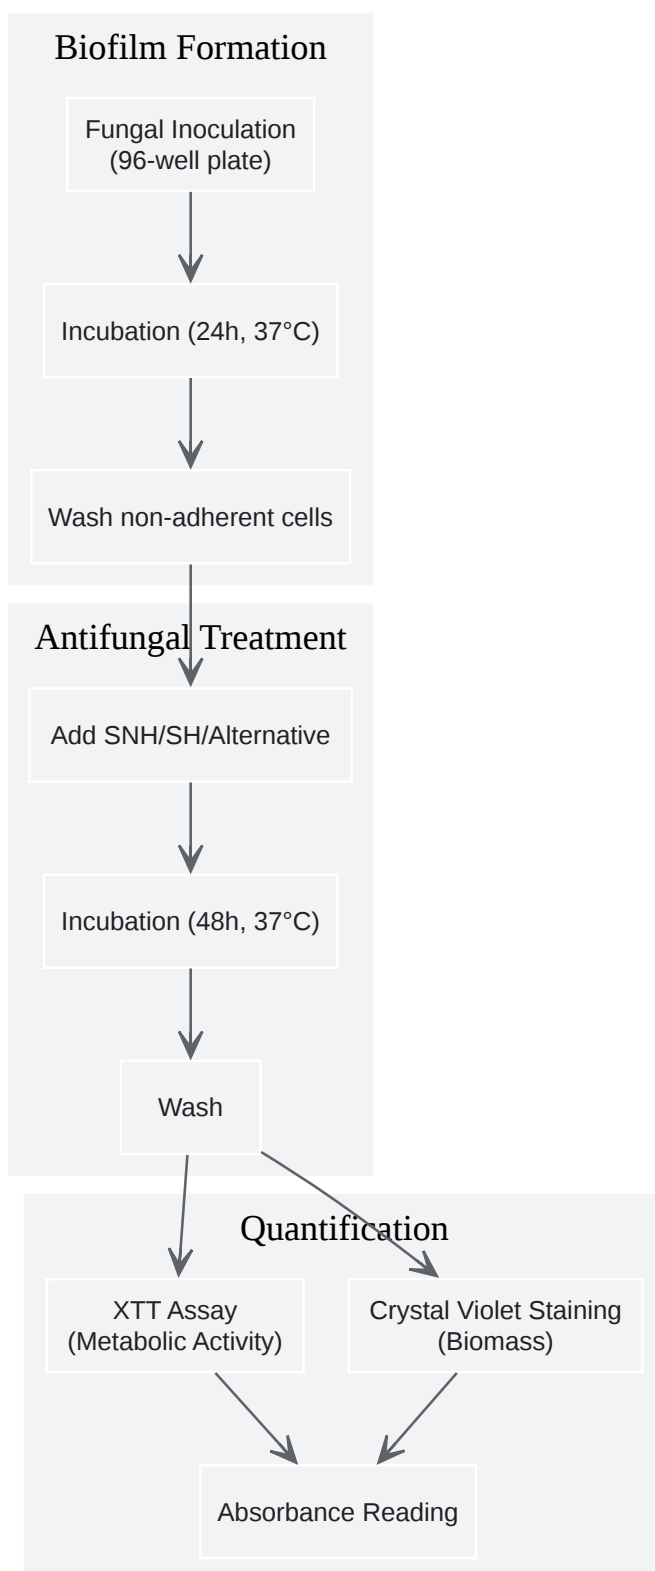 Biofilm Formation
Fungal Inoculation
(96-well plate)
Incubation (24h, 37°C)
Wash non-adherent cells
Antifungal Treatment
Add SNH/SH/Alternative
Incubation (48h, 37°C)
Wash
Quantification
XTT Assay
(Metabolic Activity)
Crystal Violet Staining
(Biomass)
Absorbance Reading